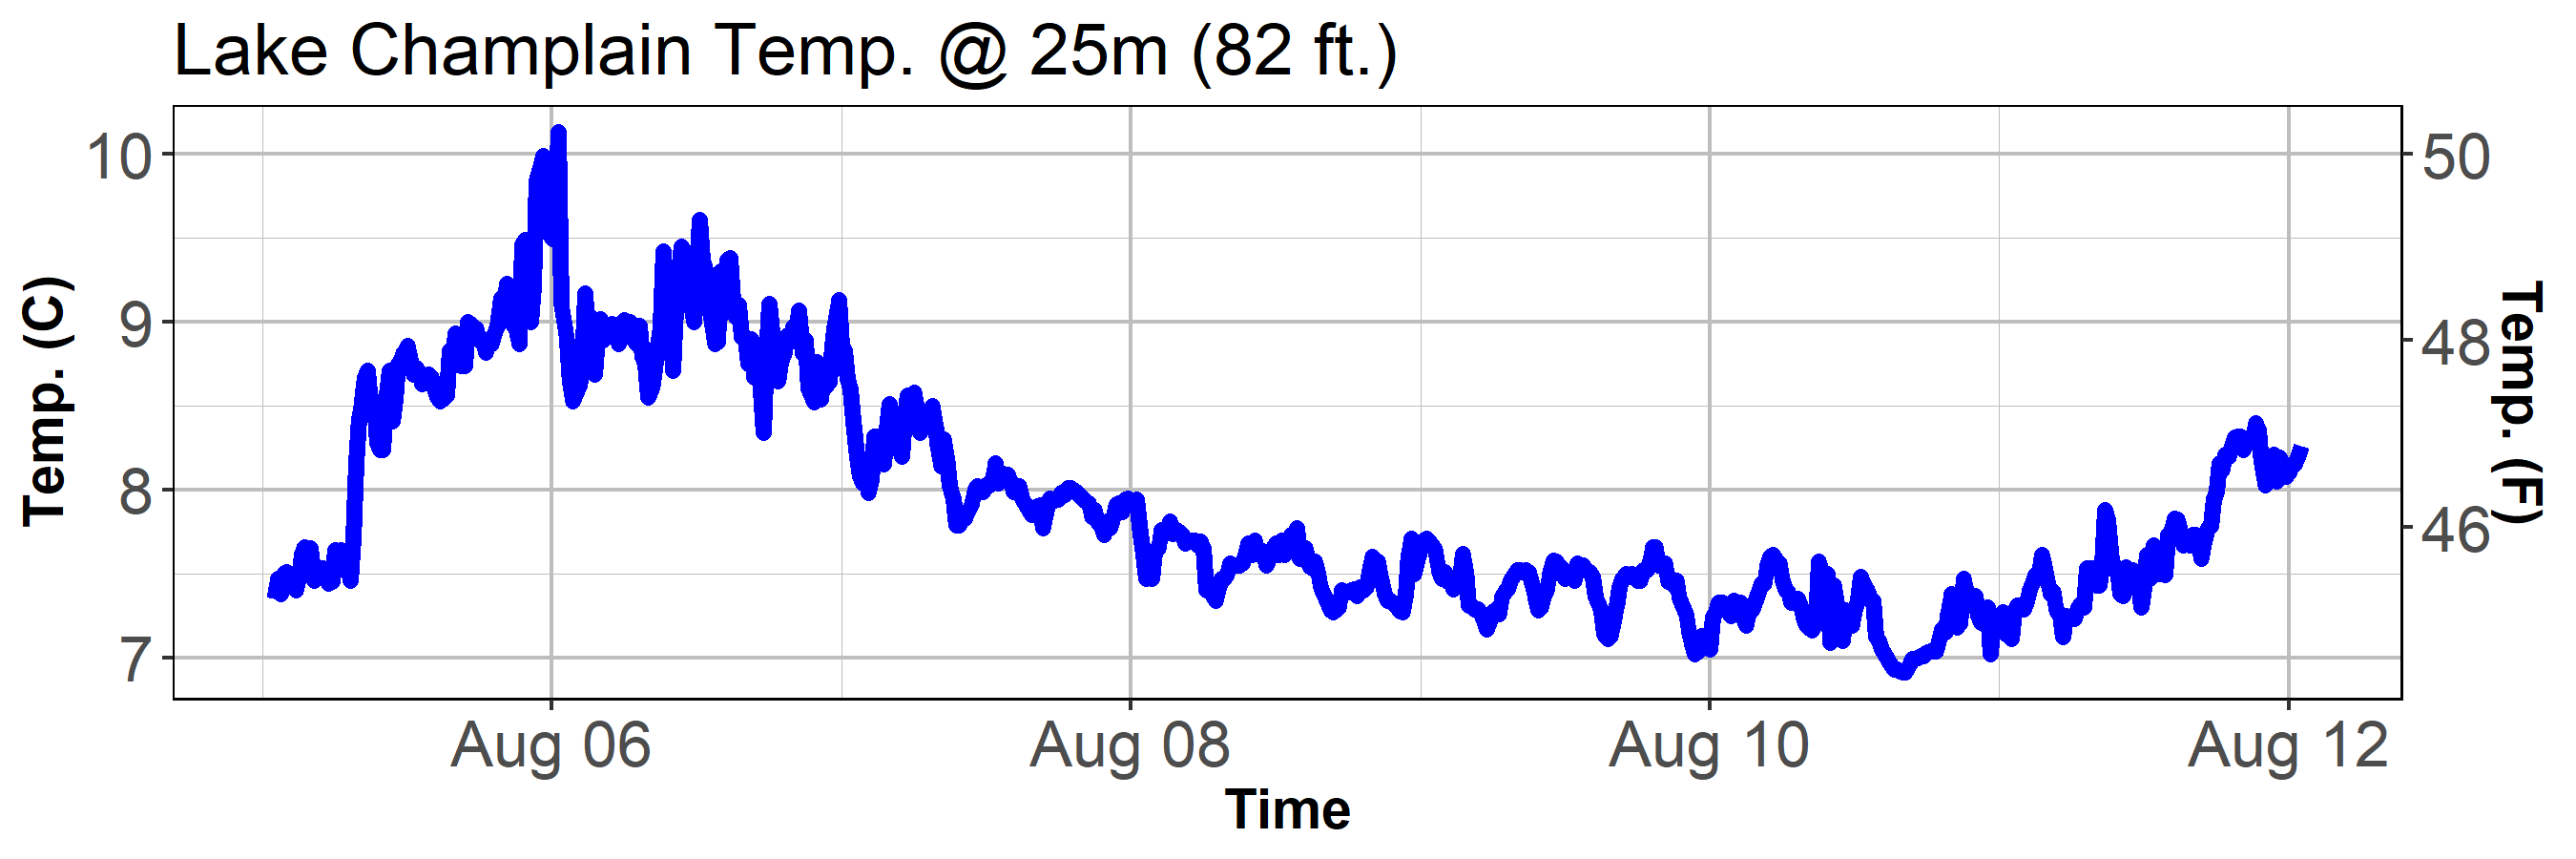 Lake Champlain Temp. @ 25m (82 ft.)
Temp. (C)
10
9
8
7
50
48
46
Temp. (F)
Aug 06
Aug 08
Aug 10
Aug 12
Time